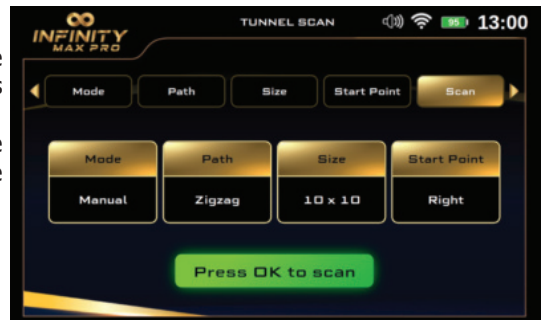 INFINITY
MAX PRO
TUNNEL SCAN
95
13:00
Mode Path Size Start Point Scan
Mode Path Size Start Point
Manual Zigzag 10 x 10 Right
Press OK to scan